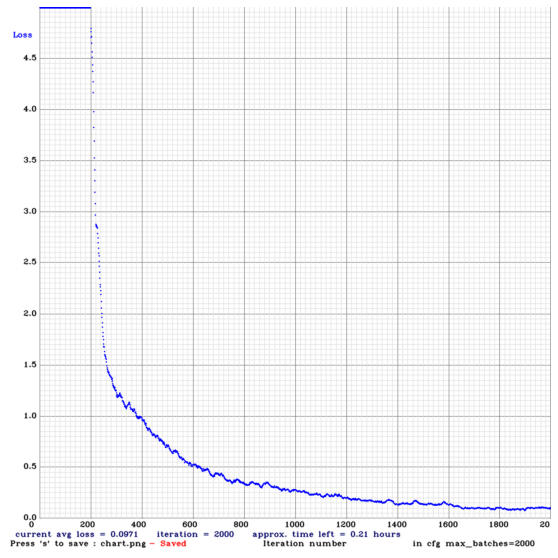 Loss
4.5
4.0
3.5
3.0
2.5
2.0
1.5
1.0
0.5
0.0
0 200 400 600 800 1000 1200 1400 1600 1800
current avg loss = 0.0971 iteration = 2000 approx. time left = 0.21 hours
Press 's' to save : chart.png - Saved Iteration number in cfg max_batches=2000